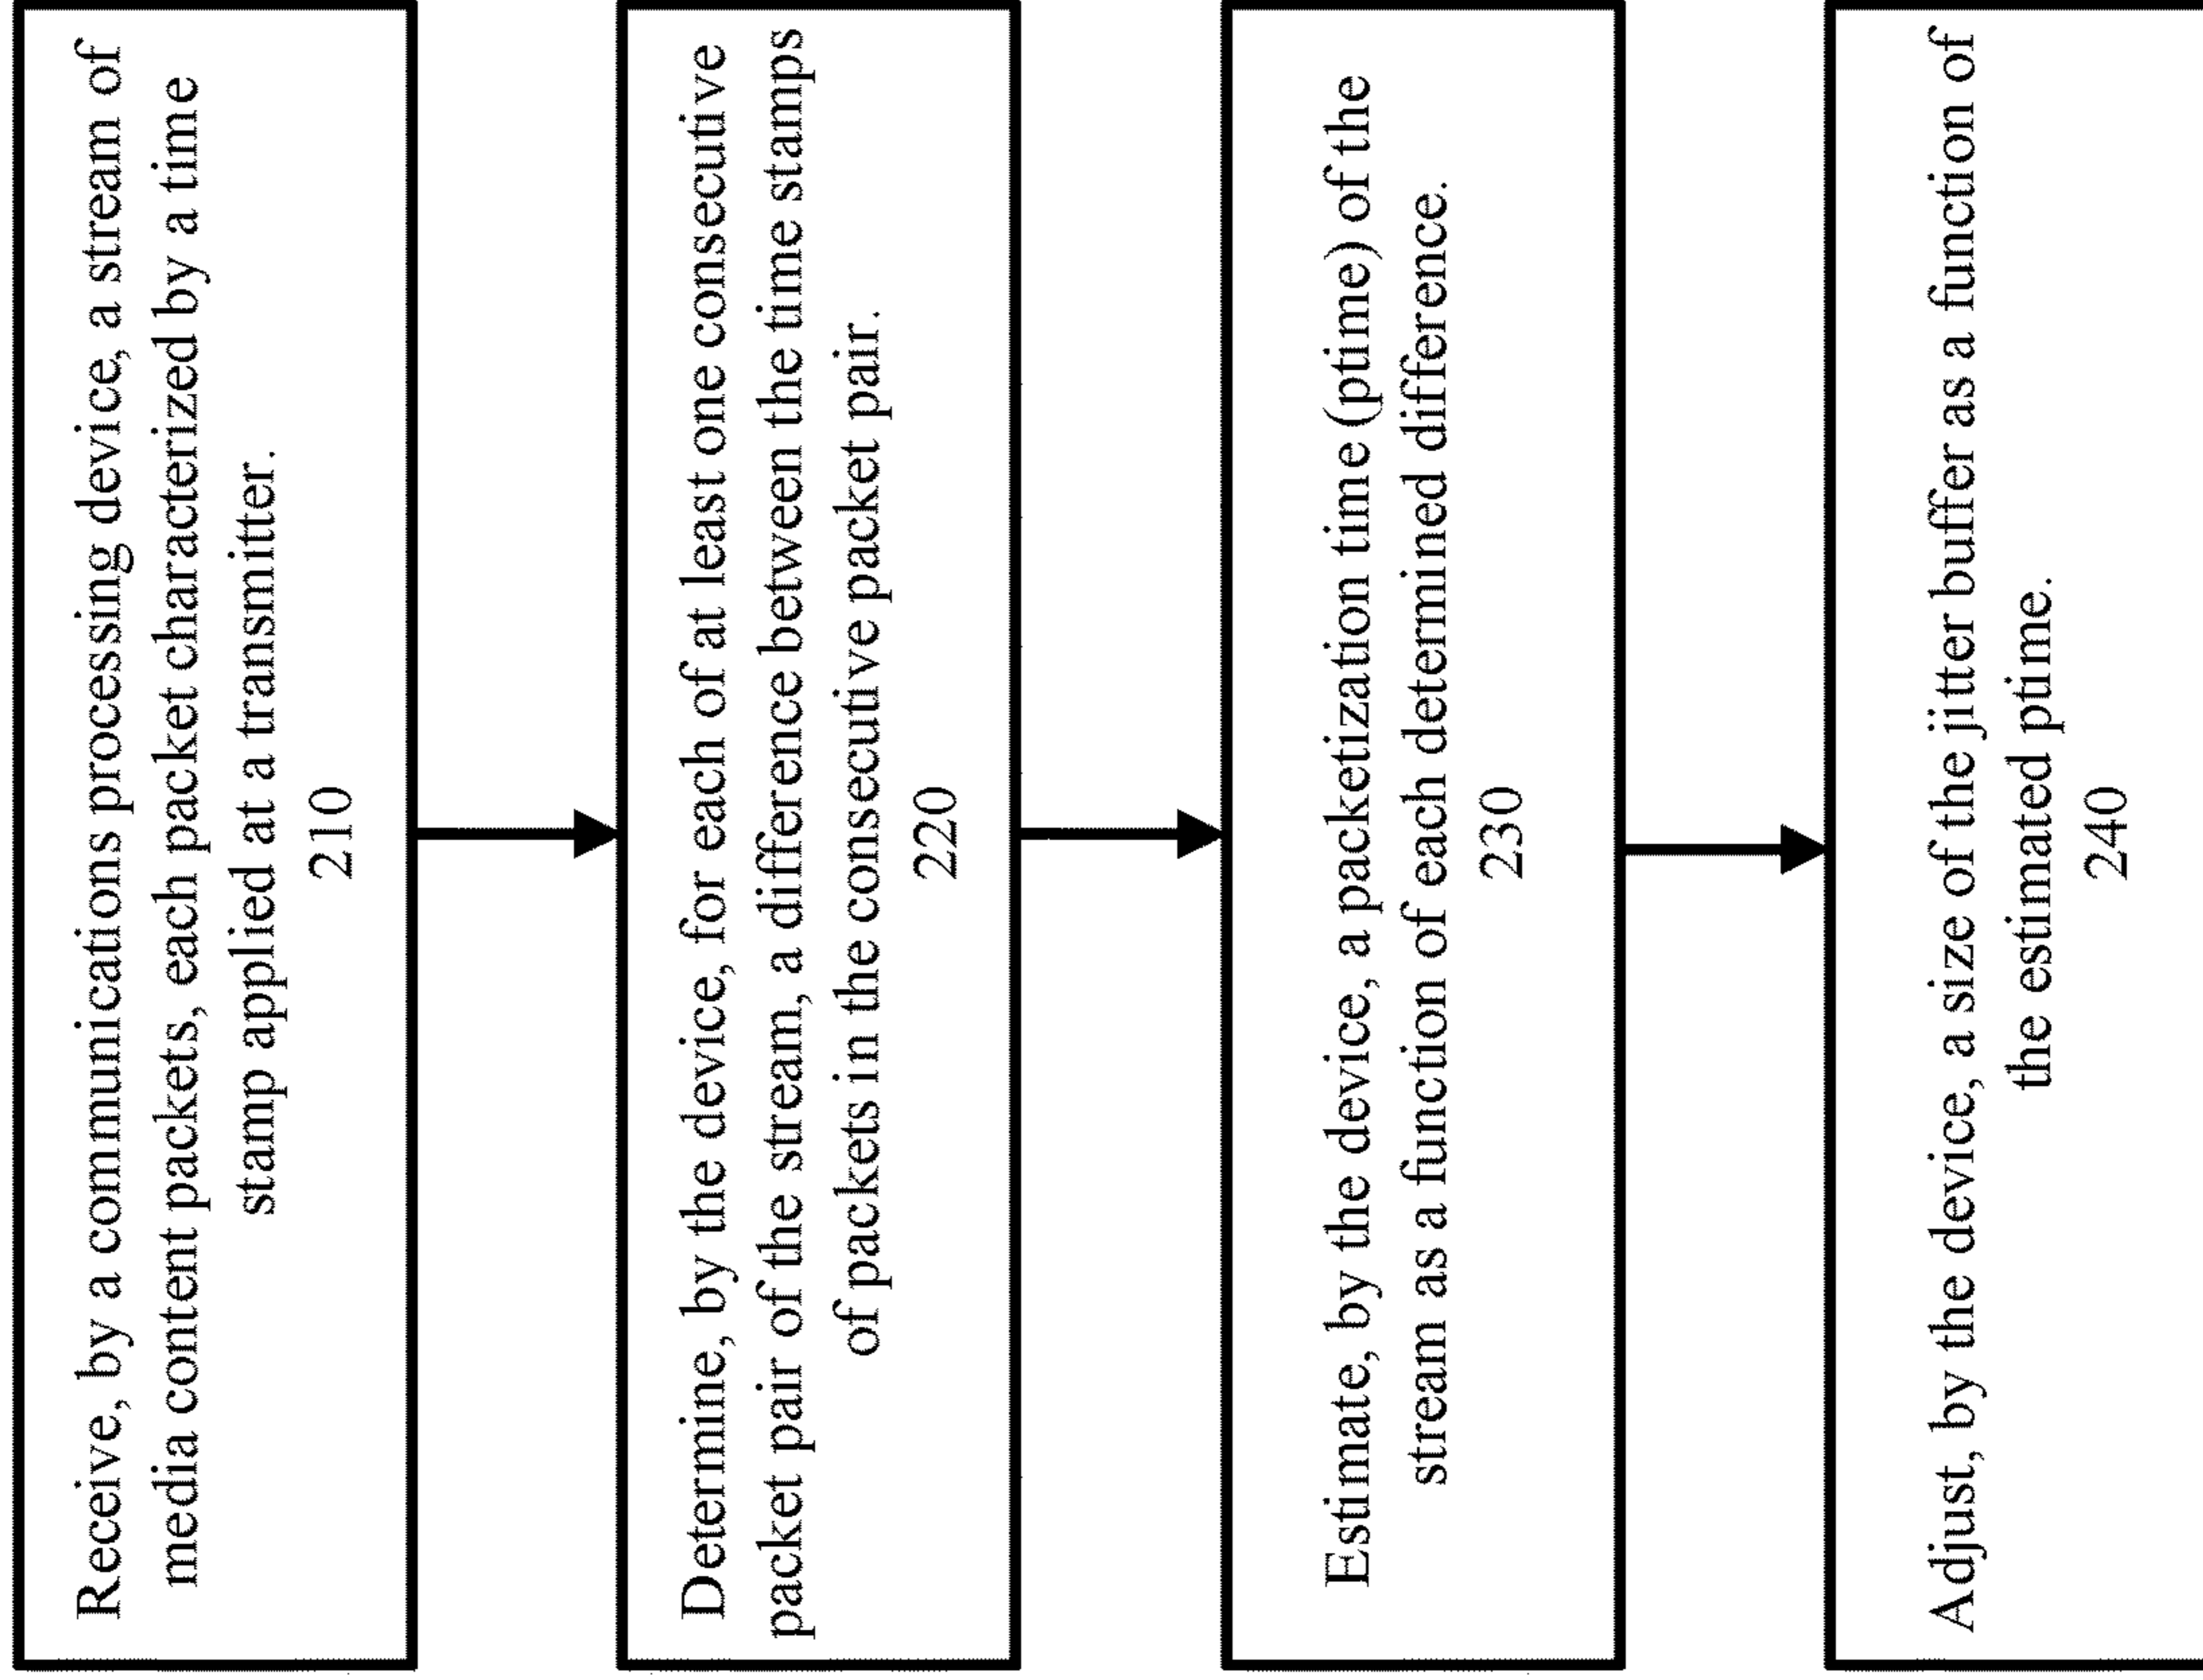 Receive, by a communications processing device, a stream of
media content packets, each packet characterized by a time
stamp applied at a transmitter.
210
Determine, by the device, for each of at least one consecutive
packet pair of the stream, a difference between the time stamps
of packets in the consecutive packet pair.
220
Estimate, by the device, a packetization time (ptime) of the
stream as a function of each determined difference.
230
Adjust, by the device, a size of the jitter buffer as a function of
the estimated ptime.
240